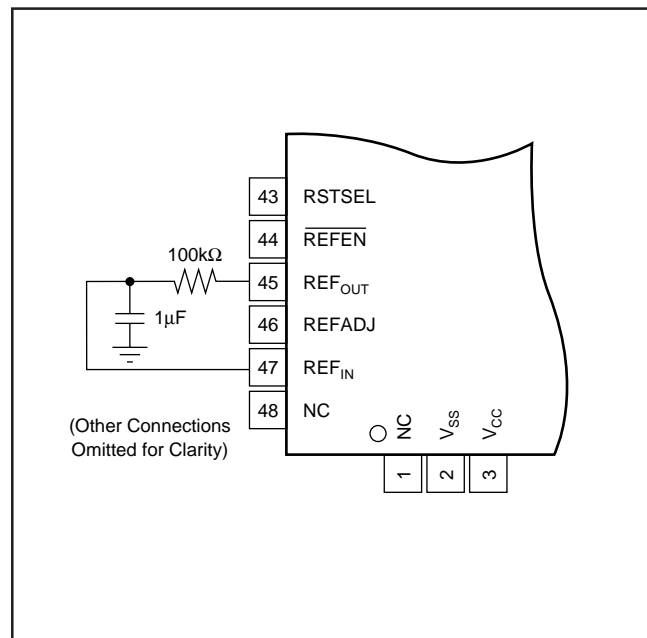 43 RSTSEL
44 REFEN
100kΩ
45 REFOUT
1μF
46 REFADJ
47 REFIN
48 NC
(Other Connections
Omitted for Clarity)
NC VSS VCC
1 2 3